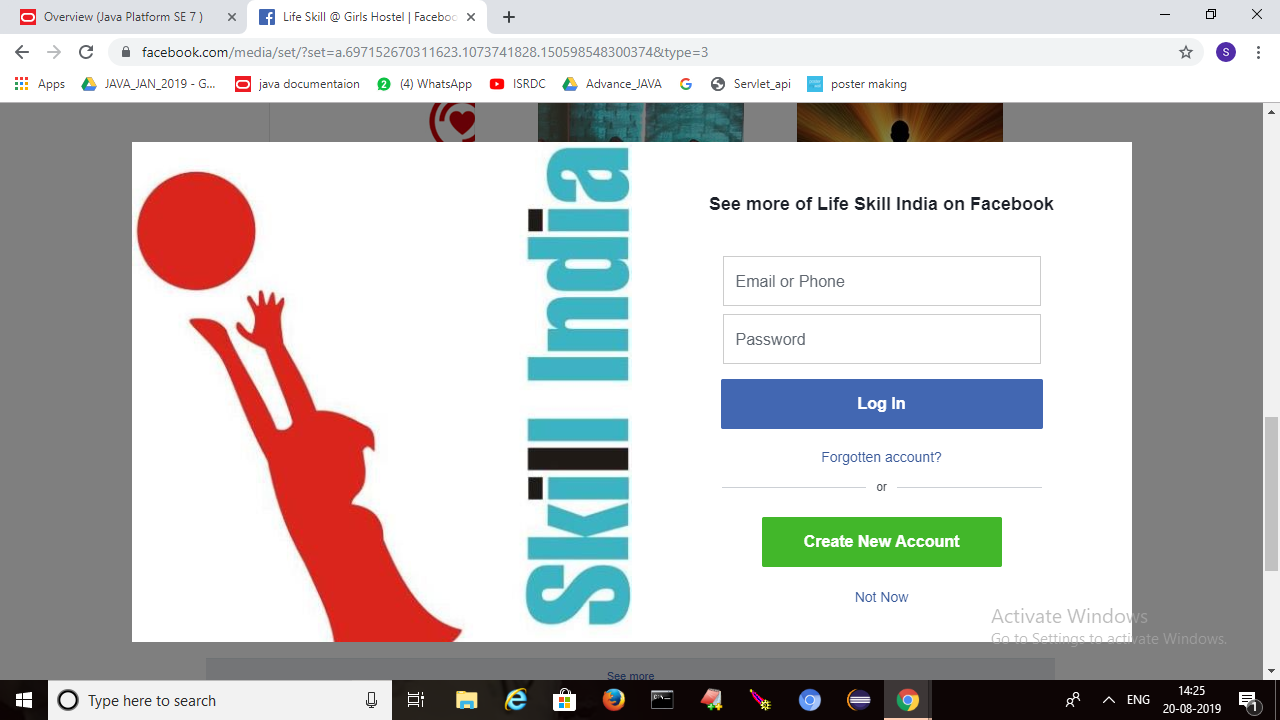 Overview (Java Platform SE 7 )
Life Skill @ Girls Hostel | Faceboo
facebook.com/media/set/?set=a.697152670311623.1073741828.150598548300374&type=3
S
Apps
JAVA_JAN_2019 - G...
java documentaion
2
(4) WhatsApp
ISRDC
Advance_JAVA
G
Servlet_api
poster making
Skill India
See more of Life Skill India on Facebook
Email or Phone
Password
Log In
Forgotten account?
or
Create New Account
Not Now
Activate Windows
Go to Settings to activate Windows.
See more
Type here to search
ENG
14:25
20-08-2019
1